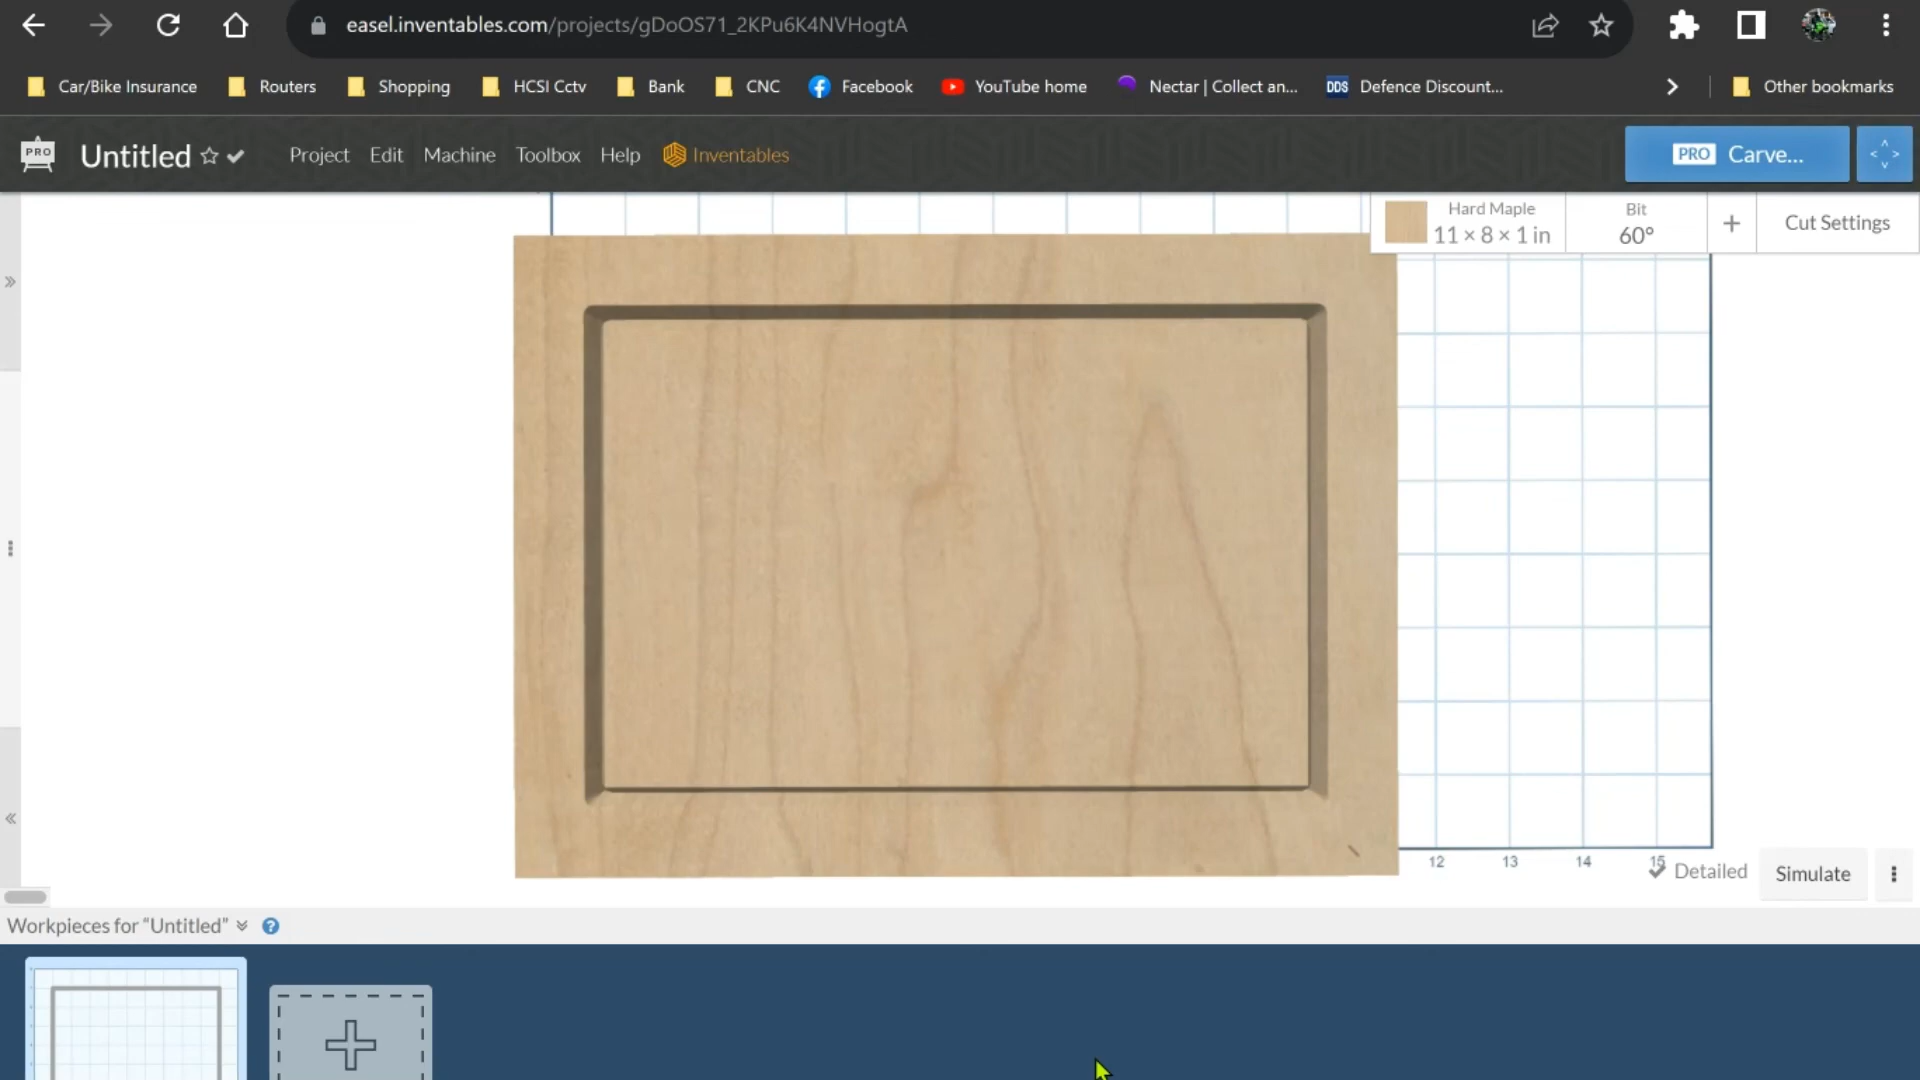 easel.inventables.com/projects/gDoOS71_2KPu6K4NVHogtA
Car/Bike Insurance Routers Shopping HCSI Cctv Bank CNC Facebook YouTube home Nectar | Collect an... DDS Defence Discount... Other bookmarks
PRO Untitled Project Edit Machine Toolbox Help Inventables PRO Carve...
Hard Maple Bit
11 × 8 × 1 in 60° + Cut Settings
12 13 14 15
Detailed Simulate
Workpieces for “Untitled” ?